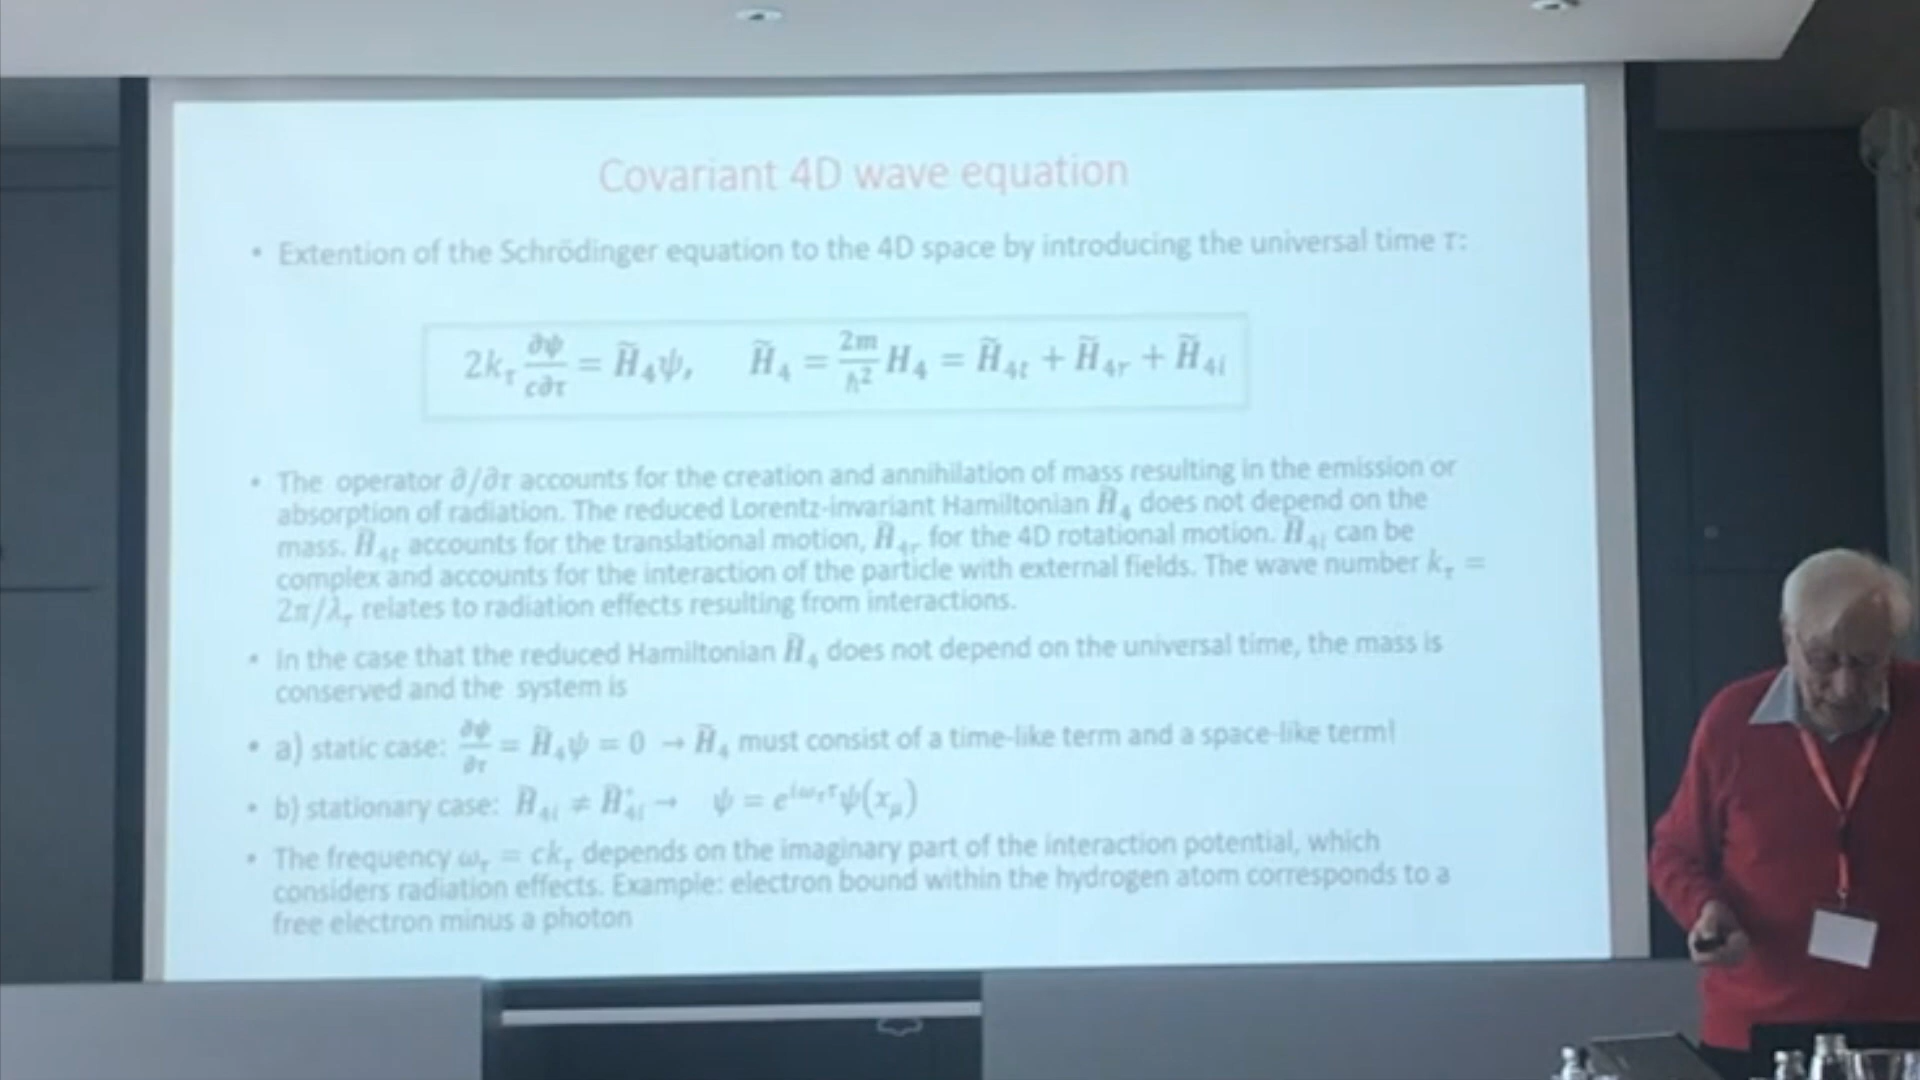 Covariant 4D wave equation
• Extention of the Schrödinger equation to the 4D space by introducing the universal time τ:
2k_τ ∂ψ/c∂τ = H̃₄ψ, H̃₄ = 2m/ħ² H₄ = H̃₄ₜ + H̃₄ᵣ + H̃₄ᵢ
• The operator ∂/∂τ accounts for the creation and annihilation of mass resulting in the emission or
absorption of radiation. The reduced Lorentz-invariant Hamiltonian H̃₄ does not depend on the
mass. H̃₄ₜ accounts for the translational motion, H̃₄ᵣ for the 4D rotational motion. H̃₄ᵢ can be
complex and accounts for the interaction of the particle with external fields. The wave number k_τ =
2π/λ_τ relates to radiation effects resulting from interactions.
• In the case that the reduced Hamiltonian H̃₄ does not depend on the universal time, the mass is
conserved and the system is
• a) static case: ∂ψ/∂τ = H̃₄ψ = 0 → H̃₄ must consist of a time-like term and a space-like term!
• b) stationary case: H̃₄ᵢ ≠ H̃₄ᵢ* → ψ = e^{iω_ττ}ψ(x_μ)
• The frequency ω_τ = ck_τ depends on the imaginary part of the interaction potential, which
considers radiation effects. Example: electron bound within the hydrogen atom corresponds to a
free electron minus a photon